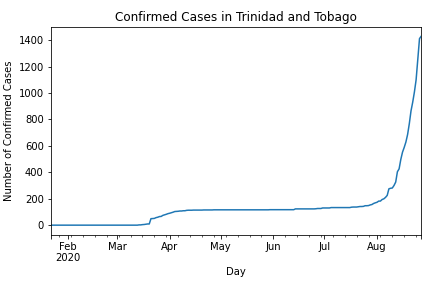 Confirmed Cases in Trinidad and Tobago
Number of Confirmed Cases
1400
1200
1000
800
600
400
200
0
Feb Mar Apr May Jun Jul Aug
2020
Day